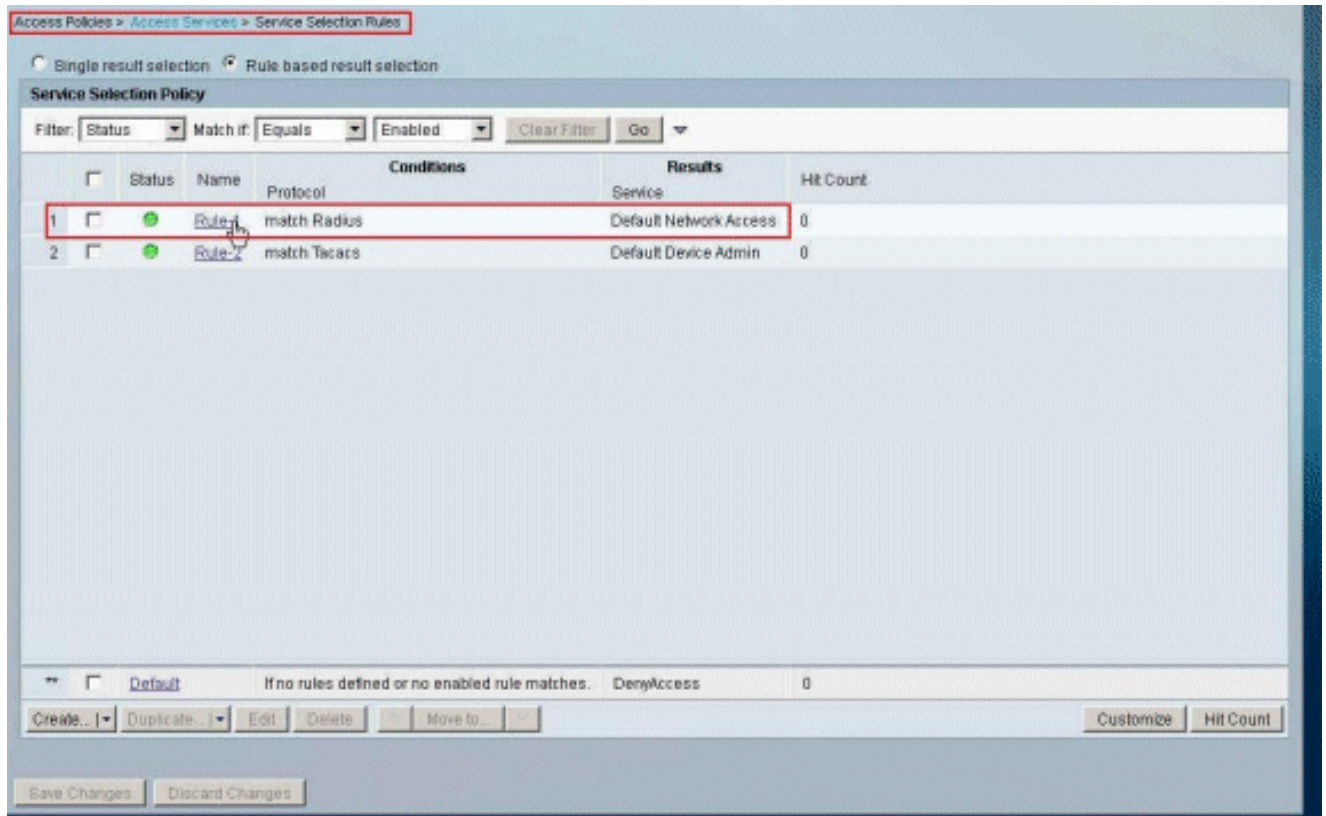 Access Policies > Access Services > Service Selection Rules
Single result selection Rule based result selection
Service Selection Policy
Filter: Status Match if: Equals Enabled Clear Filter Go
Conditions Results
Status Name Protocol Service Hit Count
1 Rule-1 match Radius Default Network Access 0
2 Rule-2 match Tacacs Default Device Admin 0
** Default If no rules defined or no enabled rule matches. DenyAccess 0
Create... Duplicate... Edit Delete Move to... Customize Hit Count
Save Changes Discard Changes